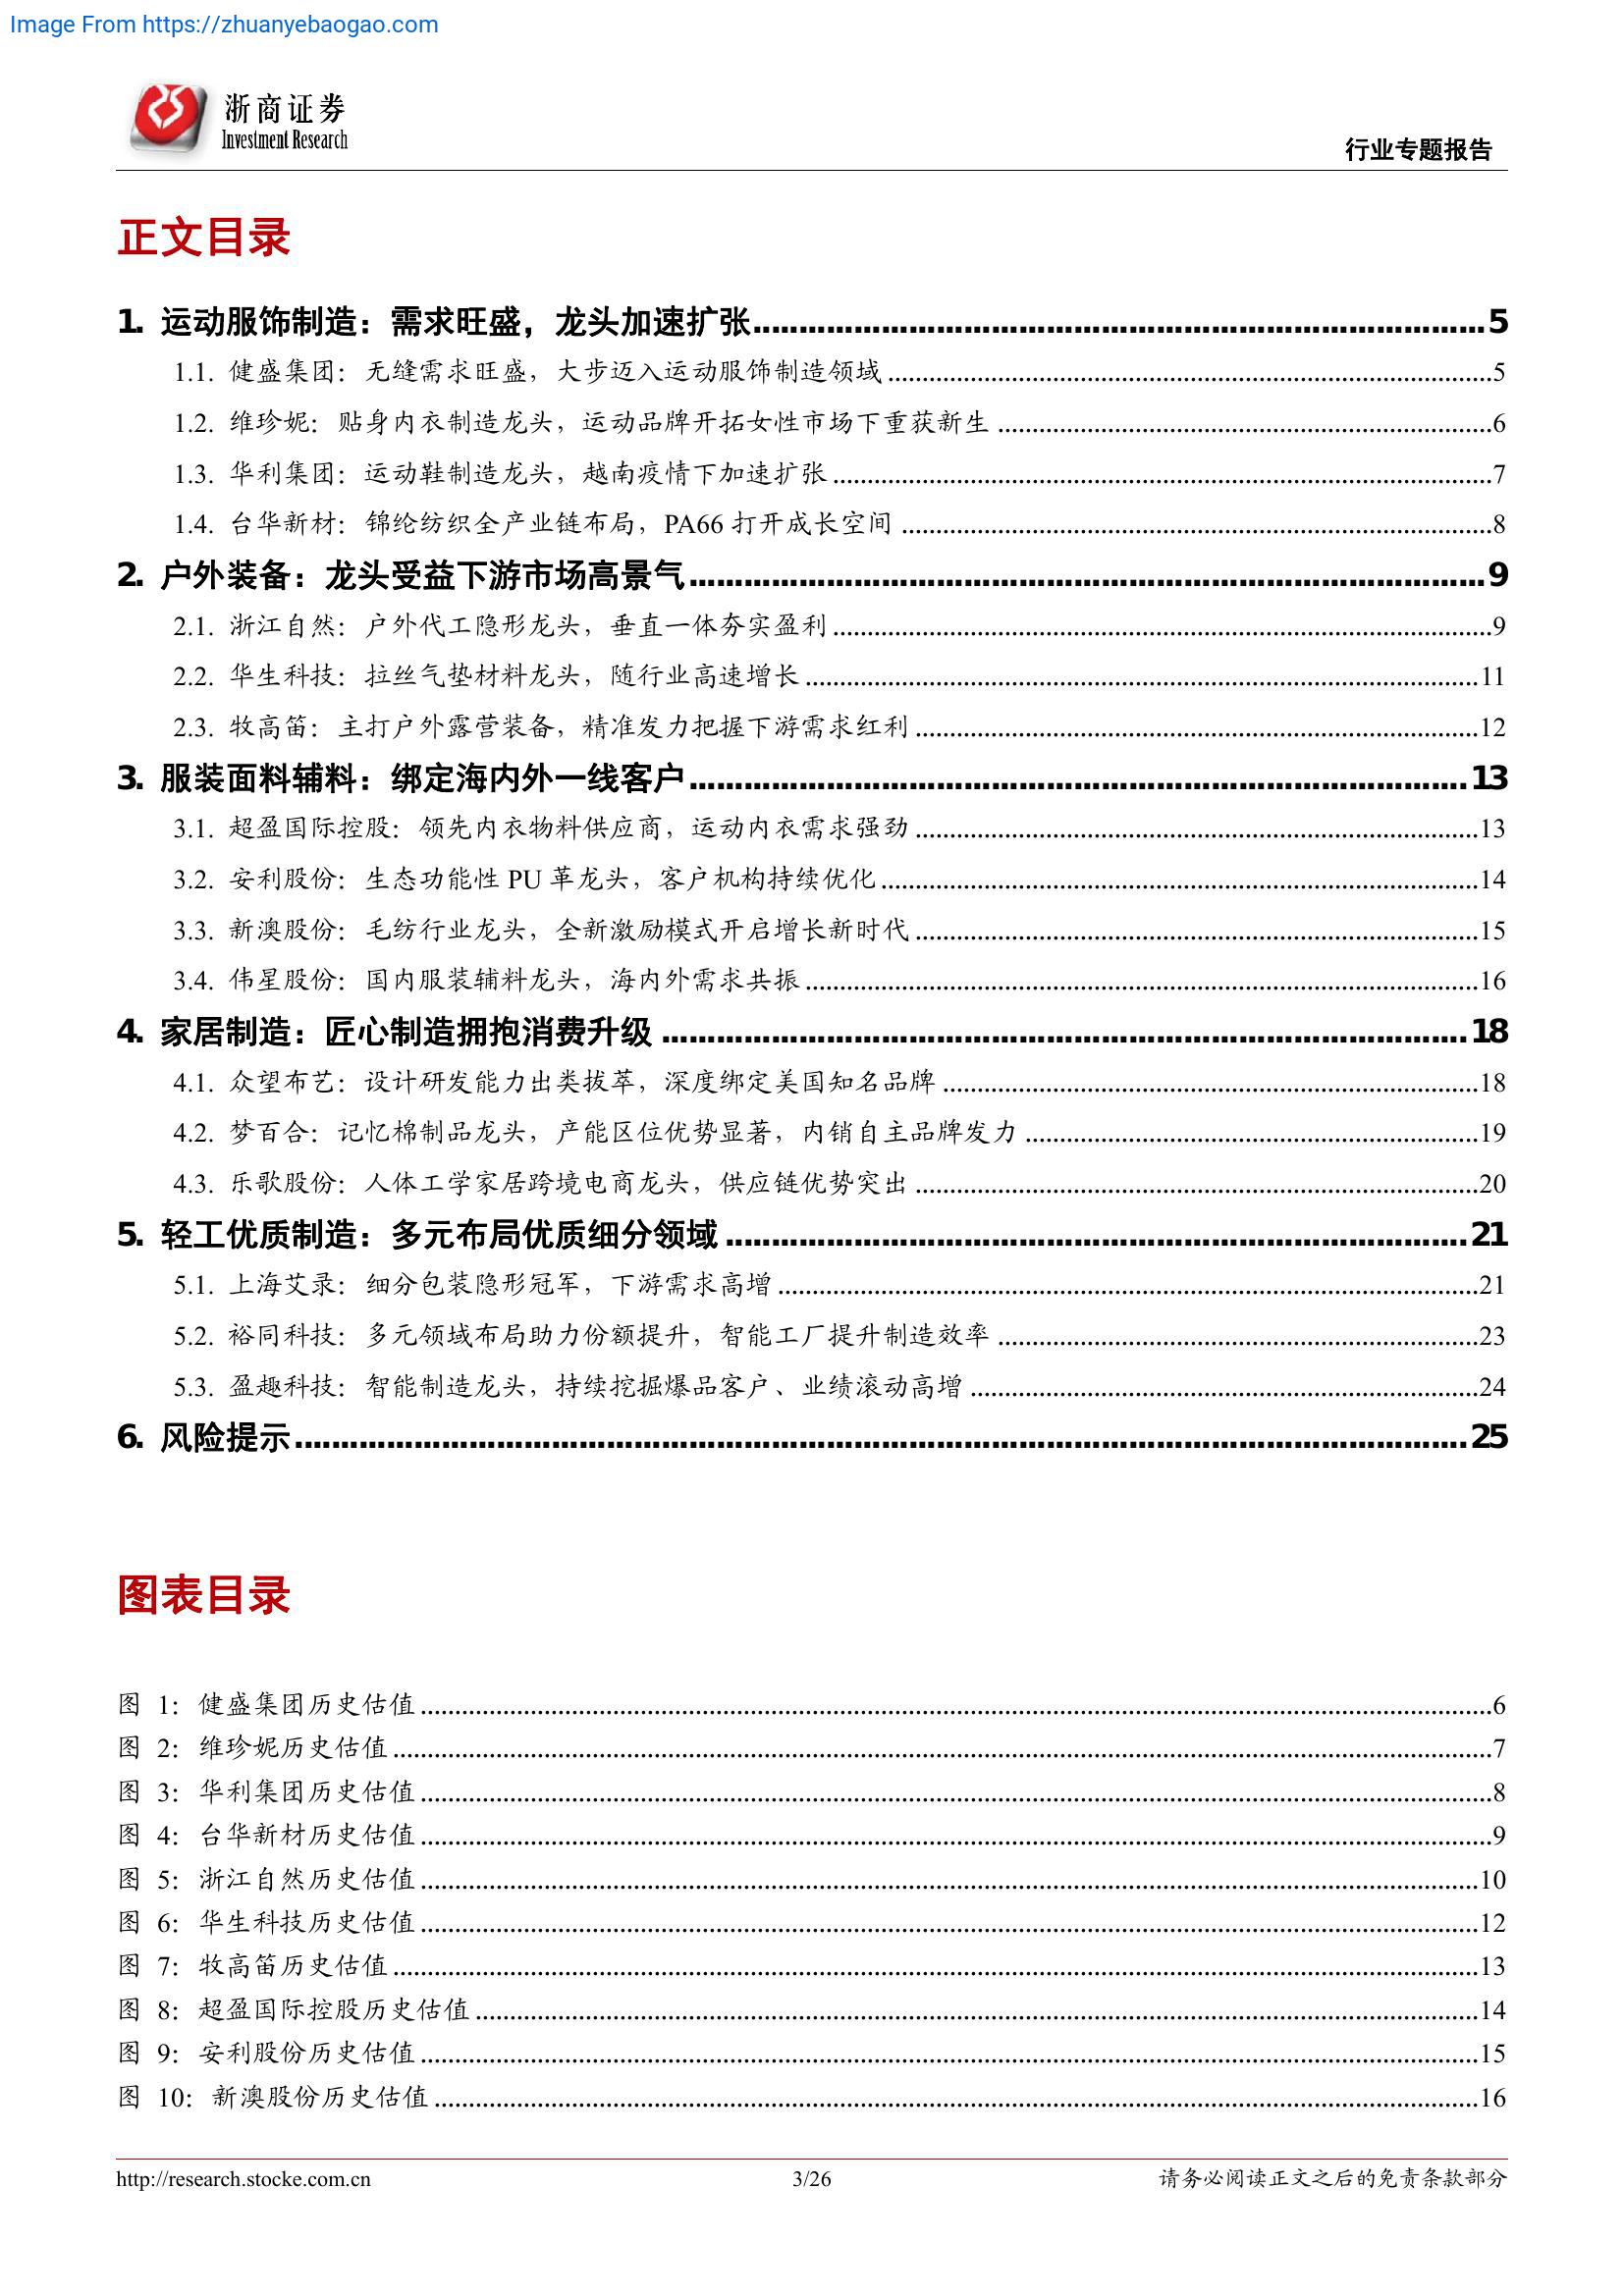 Image From https://zhuanyebaogao.com
浙商证券
Investment Research
行业专题报告
正文目录
1. 运动服饰制造：需求旺盛，龙头加速扩张 5
1.1. 健盛集团：无缝需求旺盛，大步迈入运动服饰制造领域 5
1.2. 维珍妮：贴身内衣制造龙头，运动品牌开拓女性市场下重获新生 6
1.3. 华利集团：运动鞋制造龙头，越南疫情下加速扩张 7
1.4. 台华新材：锦纶纺织全产业链布局，PA66 打开成长空间 8
2. 户外装备：龙头受益下游市场高景气 9
2.1. 浙江自然：户外代工隐形龙头，垂直一体夯实盈利 9
2.2. 华生科技：拉丝气垫材料龙头，随行业高速增长 11
2.3. 牧高笛：主打户外露营装备，精准发力把握下游需求红利 12
3. 服装面料辅料：绑定海内外一线客户 13
3.1. 超盈国际控股：领先内衣物料供应商，运动内衣需求强劲 13
3.2. 安利股份：生态功能性 PU 革龙头，客户机构持续优化 14
3.3. 新澳股份：毛纺行业龙头，全新激励模式开启增长新时代 15
3.4. 伟星股份：国内服装辅料龙头，海内外需求共振 16
4. 家居制造：匠心制造拥抱消费升级 18
4.1. 众望布艺：设计研发能力出类拔萃，深度绑定美国知名品牌 18
4.2. 梦百合：记忆棉制品龙头，产能区位优势显著，内销自主品牌发力 19
4.3. 乐歌股份：人体工学家居跨境电商龙头，供应链优势突出 20
5. 轻工优质制造：多元布局优质细分领域 21
5.1. 上海艾录：细分包装隐形冠军，下游需求高增 21
5.2. 裕同科技：多元领域布局助力份额提升，智能工厂提升制造效率 23
5.3. 盈趣科技：智能制造龙头，持续挖掘爆品客户、业绩滚动高增 24
6. 风险提示 25
图表目录
图 1：健盛集团历史估值 6
图 2：维珍妮历史估值 7
图 3：华利集团历史估值 8
图 4：台华新材历史估值 9
图 5：浙江自然历史估值 10
图 6：华生科技历史估值 12
图 7：牧高笛历史估值 13
图 8：超盈国际控股历史估值 14
图 9：安利股份历史估值 15
图 10：新澳股份历史估值 16
http://research.stocke.com.cn 3/26 请务必阅读正文之后的免责条款部分